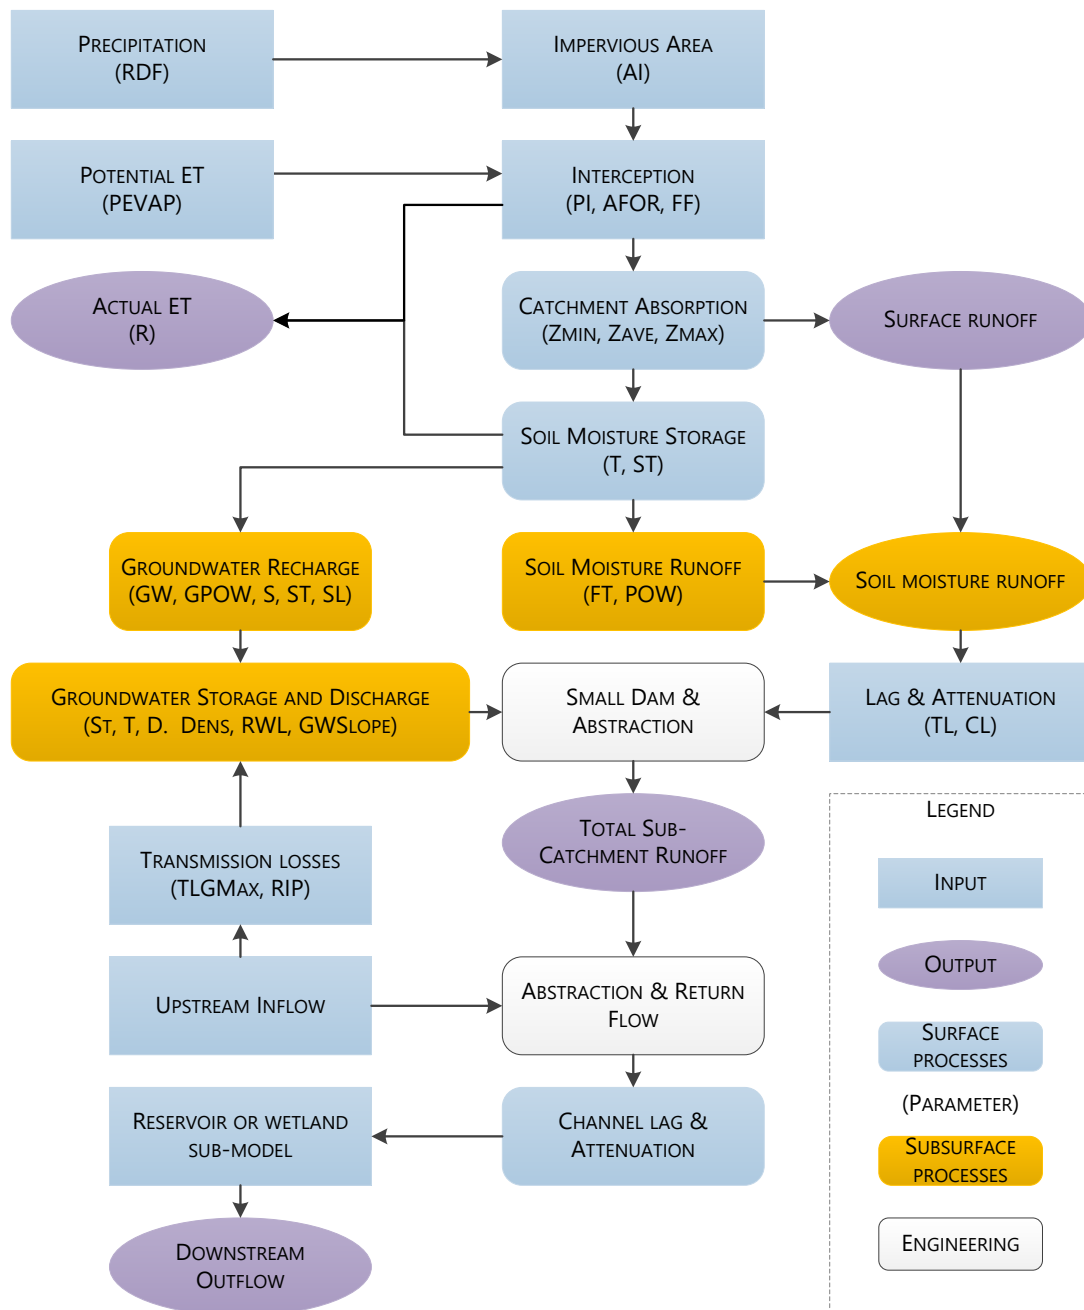 Precipitation
(RDF)
Impervious Area
(AI)
Potential ET
(PEVAP)
Interception
(PI, AFOR, FF)
Actual ET
(R)
Catchment Absorption
(Zmin, Zave, Zmax)
Surface runoff
Soil Moisture Storage
(T, ST)
Groundwater Recharge
(GW, GPOW, S, ST, SL)
Soil Moisture Runoff
(FT, POW)
Soil moisture runoff
Groundwater Storage and Discharge
(St, T, D. Dens, RWL, GWSlope)
Small Dam &
Abstraction
Lag & Attenuation
(TL, CL)
Total Sub-
Catchment Runoff
Transmission losses
(TLGMax, RIP)
Upstream Inflow
Abstraction & Return
Flow
Reservoir or wetland
sub-model
Channel lag &
Attenuation
Downstream
Outflow
Legend
Input
Output
Surface
processes
(Parameter)
Subsurface
processes
Engineering